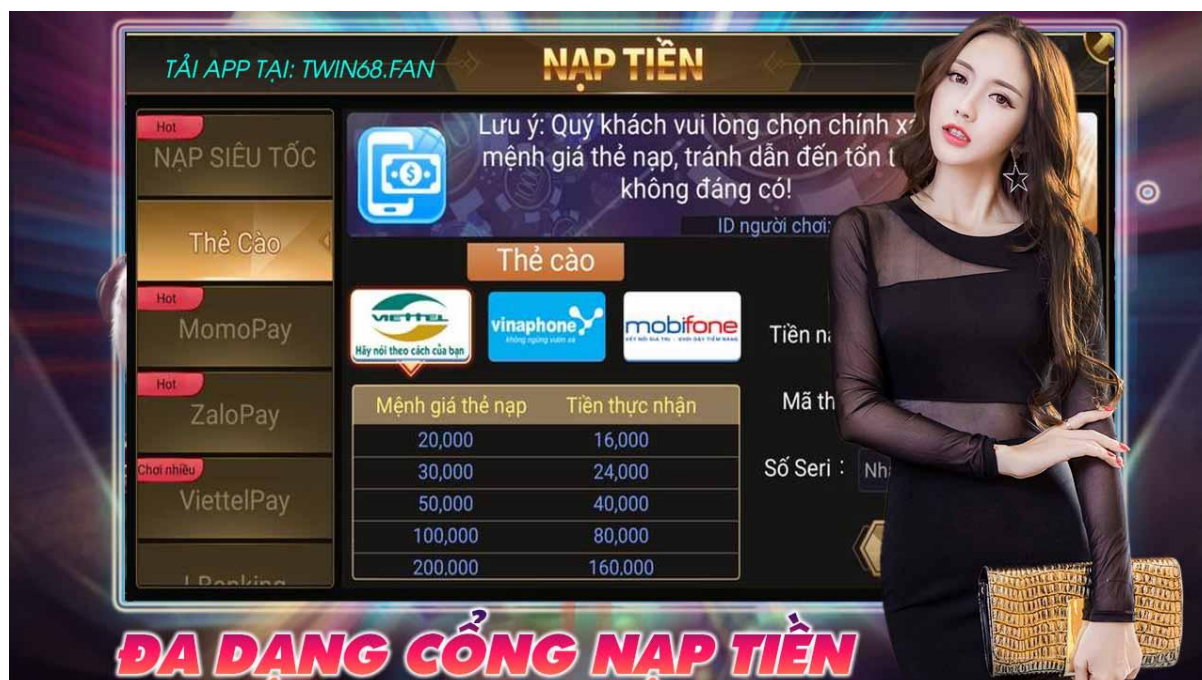 TẢI APP TẠI: TWIN68.FAN
NẠP TIỀN
Hot
NẠP SIÊU TỐC
Thẻ Cào
Hot
MomoPay
Hot
ZaloPay
Chơi nhiều
ViettelPay
Lưu ý: Quý khách vui lòng chọn chính
mệnh giá thẻ nạp, tránh dẫn đến tổn
không đáng có!
ID người chơi:
Thẻ cào
VIETTEL
Hãy nói theo cách của bạn
vinaphone
không ngừng vươn xa
mobifone
Tiền
Mã
Số Seri :
Mệnh giá thẻ nạp Tiền thực nhận
20,000 16,000
30,000 24,000
50,000 40,000
100,000 80,000
200.000 160.000
ĐA DẠNG CỔNG NẠP TIỀN